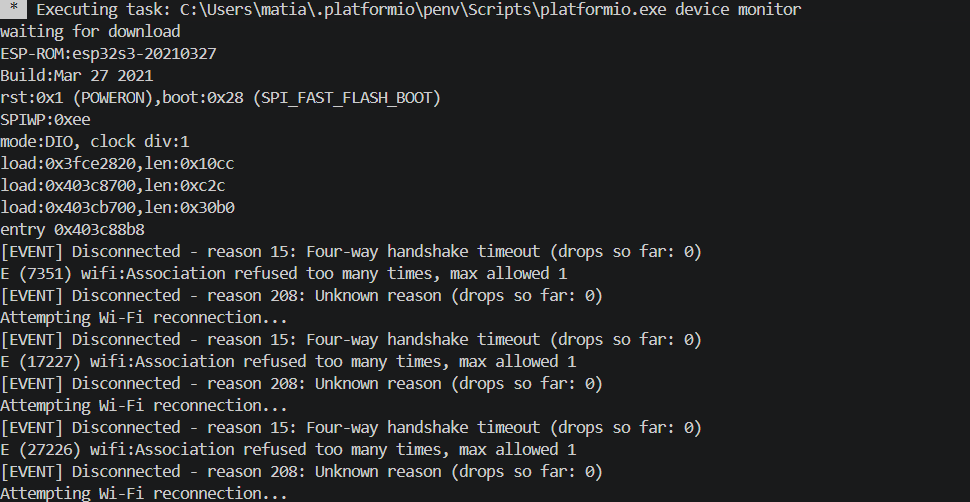 * Executing task: C:\Users\matia\.platformio\penv\Scripts\platformio.exe device monitor
waiting for download
ESP-ROM:esp32s3-20210327
Build:Mar 27 2021
rst:0x1 (POWERON),boot:0x28 (SPI_FAST_FLASH_BOOT)
SPIWP:0xee
mode:DIO, clock div:1
load:0x3fce2820,len:0x10cc
load:0x403c8700,len:0xc2c
load:0x403cb700,len:0x30b0
entry 0x403c88b8
[EVENT] Disconnected - reason 15: Four-way handshake timeout (drops so far: 0)
E (7351) wifi:Association refused too many times, max allowed 1
[EVENT] Disconnected - reason 208: Unknown reason (drops so far: 0)
Attempting Wi-Fi reconnection...
[EVENT] Disconnected - reason 15: Four-way handshake timeout (drops so far: 0)
E (17227) wifi:Association refused too many times, max allowed 1
[EVENT] Disconnected - reason 208: Unknown reason (drops so far: 0)
Attempting Wi-Fi reconnection...
[EVENT] Disconnected - reason 15: Four-way handshake timeout (drops so far: 0)
E (27226) wifi:Association refused too many times, max allowed 1
[EVENT] Disconnected - reason 208: Unknown reason (drops so far: 0)
Attempting Wi-Fi reconnection...